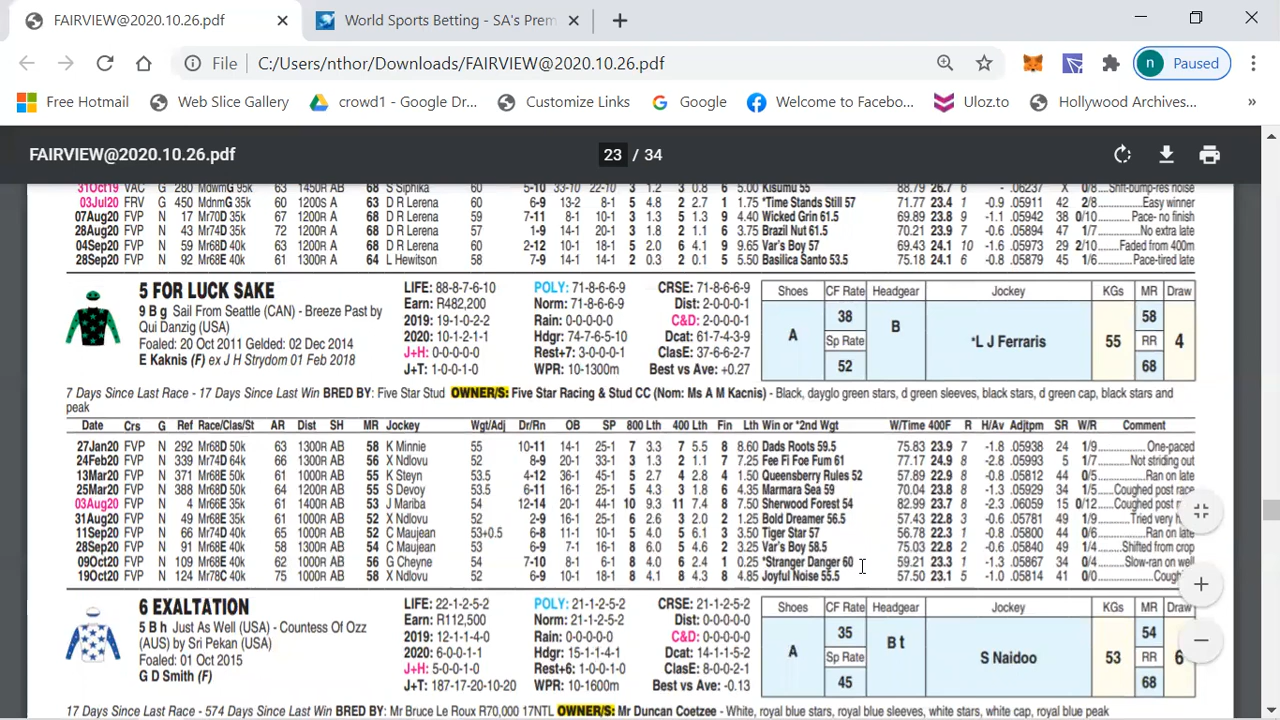 FAIRVIEW@2020.10.26.pdf
World Sports Betting - SA's Prem
File C:/Users/nthor/Downloads/FAIRVIEW@2020.10.26.pdf n Paused
Free Hotmail Web Slice Gallery crowd1 - Google Dr... Customize Links Google Welcome to Facec... Uloz.to Hollywood Archives... »
FAIRVIEW@2020.10.26.pdf 23 / 34
31Oct19 VAC G 280 MdwmG 95k 63 1450R AB 68 S Siphika 60 5-10 33-10 22-10 3 1.2 3 0.8 6 5.00 Kisumu 55 88.79 26.7 6 - .06237 X 0/8 Shft-bump-res noise
03Jul20 FRV G 450 MdnmG 95k 63 1200S A 63 D R Lerena 60 6-9 13-2 8-1 5 4.8 4 2.7 1 1.75 *Time Stands Still 57 71.77 23.4 1 -0.9 .05911 42 2/8 Easy winner
07Aug20 FVP N 17 Mr70D 35k 67 1200R A 63 D R Lerena 59 7-11 8-1 10-1 3 1.3 5 1.3 9 4.40 Wicked Grin 61.5 69.89 23.8 9 -1.1 .05942 38 0/10 Pace- no finish
28Aug20 FVP N 43 Mr70D 35k 72 1200R A 68 D R Lerena 57 1-9 14-1 20-1 3 1.8 2 1.1 6 3.75 Brazil Nut 61.5 70.21 23.9 7 -0.6 .05894 47 1/7 No extra late
04Sep20 FVP N 59 Mr68D 40k 63 1200R A 68 D R Lerena 60 2-12 10-1 18-1 5 2.0 6 4.1 9 9.65 Var's Boy 57 69.43 24.1 10 -1.6 .05973 29 2/10 Faded from 400m
28Sep20 FVP N 92 Mr68E 40k 61 1300R A 64 L Hewitson 58 7-9 14-1 14-1 2 0.3 2 0.1 7 5.50 Basilica Santo 53.5 75.18 24.1 6 -0.8 .05879 45 1/6 Pace-tired late
5 FOR LUCK SAKE
9 B g Sail From Seattle (CAN) - Breeze Past by
Qui Danzig (USA)
Foaled: 20 Oct 2011 Gelded: 02 Dec 2014
E Kaknis (F) ex J H Strydom 01 Feb 2018
LIFE: 88-8-7-6-10 POLY: 71-8-6-6-9 CRSE: 71-8-6-6-9
Earn: R482,200 Norm: 71-8-6-6-9 Dist: 2-0-0-0-1
2019: 19-1-0-2-2 Rain: 0-0-0-0-0 C&D: 2-0-0-0-1
2020: 10-1-2-1-1 Hdgr: 74-7-6-5-10 Dcat: 61-7-4-3-9
J+H: 0-0-0-0-0 Rest+7: 3-0-0-0-1 ClasE: 37-6-6-2-7
J+T: 1-0-0-1-0 WPR: 10-1300m Best vs Ave: +0.27
Shoes CF Rate Headgear Jockey KGs MR Draw
A 38 B *L J Ferraris 55 58 4
Sp Rate RR
52 68
7 Days Since Last Race - 17 Days Since Last Win BRED BY: Five Star Stud OWNER/S: Five Star Racing & Stud CC (Nom: Ms A M Kacnis) - Black, dayglo green stars, d green sleeves, black stars, d green cap, black stars and
peak
Date Crs G Ref Race/Clas/St AR Dist SH MR Jockey Wgt/Adj Dr/Rn OB SP 800 Lth 400 Lth Fin Lth Win or *2nd Wgt W/Time 400F R H/Av Adjtpm SR M Comment
27Jan20 FVP N 292 Mr68D 50k 63 1300R AB 58 K Minnie 55 10-11 14-1 25-1 7 3.3 7 5.5 8 8.60 Dads Roots 59.5 75.83 23.9 7 -1.8 .05990 24 1/9 One-paced
24Feb20 FVP N 339 Mr74D 64k 66 1300R AB 56 X Ndlovu 52 8-9 20-1 33-1 3 1.3 2 1.1 7 7.25 Fee Fi Foe Fum 61 77.17 24.9 8 -2.8 .05993 5 1/7 Not striding out
13Mar20 FVP N 371 Mr68D 50k 57 1000R AB 55 K Steyn 53.5 4-12 36-1 45-1 5 2.7 4 2.8 4 1.50 Queensberry Rules 52 57.89 22.9 8 -0.8 .05812 44 0/5 Ran on late
25Mar20 FVP N 388 Mr68D 50k 64 1200R AB 55 S Devoy 53.5 6-11 16-1 25-1 5 4.3 3 1.8 6 4.35 Marmara Sea 59 70.04 23.8 8 -1.3 .05929 34 1/5 Coughed post race
03Aug20 FVP N 4 Mr66E 35k 61 1400R AB 53 J Mariba 52 12-14 20-1 44-1 10 9.3 11 7.4 8 7.50 Sherwood Forest 54 82.99 23.7 8 -2.3 .06059 15 0/12 Coughed post
31Aug20 FVP N 49 Mr68E 35k 61 1000R AB 52 X Ndlovu 52 2-9 16-1 25-1 6 2.6 3 2.0 2 1.25 Bold Dreamer 56.5 57.43 22.8 3 -0.6 .05781 49 1/9 Tried very h
11Sep20 FVP N 66 Mr70E 40k 65 1000R AB 52 C Maujean 53+0.5 6-8 11-1 10-1 5 4.0 5 6.1 3 3.50 Tiger Star 57 56.78 22.8 1 -0.8 .05800 44 0/6 Ran on late
28Sep20 FVP N 91 Mr68E 40k 58 1300R AB 54 C Maujean 53 6-9 7-1 16-1 8 6.0 5 4.6 2 3.25 Var's Boy 58.5 75.03 22.8 2 -0.6 .05840 49 1/4 Shifted from crop
09Oct20 FVP N 109 Mr68E 40k 62 1000R AB 56 G Cheyne 54 7-10 8-1 18-1 8 4.0 6 2.4 1 0.25 *Stranger Danger 60 59.21 23.3 1 -1.3 .05867 34 0/4 Slow-ran on well
19Oct20 FVP N 124 Mr78C 40k 75 1000R AB 58 X Ndlovu 52 6-9 10-1 18-1 8 4.1 8 4.3 8 4.85 Joyful Noise 55.5 57.50 23.1 5 -1.0 .05814 41 0/0 Cough
6 EXALTATION
5 B h Just As Well (USA) - Countess Of Ozz
(AUS) by Sri Pekan (USA)
Foaled: 01 Oct 2015
G D Smith (F)
LIFE: 22-1-2-5-2 POLY: 21-1-2-5-2 CRSE: 21-1-2-5-2
Earn: R112,500 Norm: 21-1-2-5-2 Dist: 0-0-0-0-0
2019: 12-1-1-4-0 Rain: 0-0-0-0-0 C&D: 0-0-0-0-0
2020: 6-0-0-1-1 Hdgr: 15-1-1-4-1 Dcat: 14-1-1-5-2
J+H: 5-0-0-1-0 Rest+6: 1-0-0-1-0 ClasE: 8-0-0-2-1
J+T: 187-17-20-10-20 WPR: 10-1600m Best vs Ave: -0.13
Shoes CF Rate Headgear Jockey KGs MR Draw
A 35 B t S Naidoo 53 54 6
Sp Rate RR
45 68
17 Days Since Last Race - 574 Days Since Last Win BRED BY: Mr Bruce Le Roux R70,000 17NTL OWNER/S: Mr Duncan Coetzee - White, royal blue stars, royal blue sleeves, white stars, white cap, royal blue peak